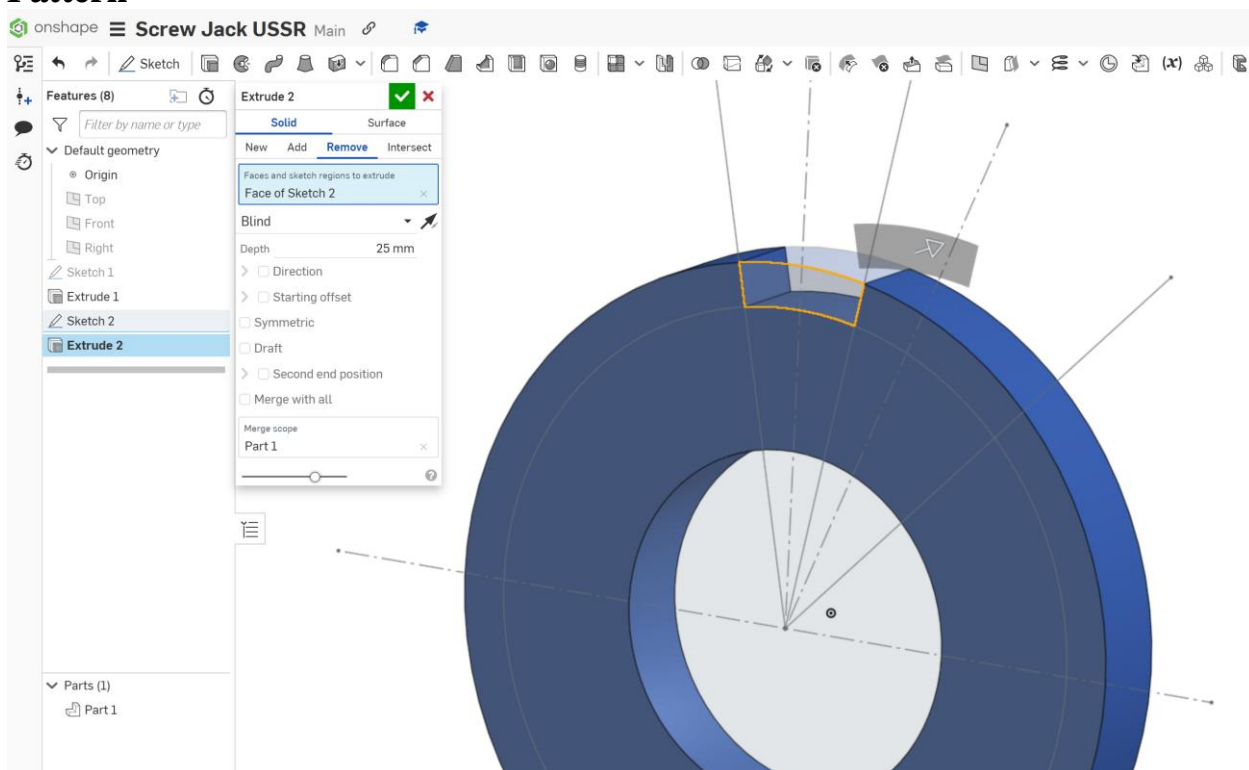 Pattern
onshape Screw Jack USSR Main
Sketch (x)
Features (8)
Filter by name or type
Default geometry
Origin
Top
Front
Right
Sketch 1
Extrude 1
Sketch 2
Extrude 2
Parts (1)
Part 1
Extrude 2
Solid Surface
New Add Remove Intersect
Faces and sketch regions to extrude
Face of Sketch 2
Blind
Depth 25 mm
Direction
Starting offset
Symmetric
Draft
Second end position
Merge with all
Merge scope
Part 1